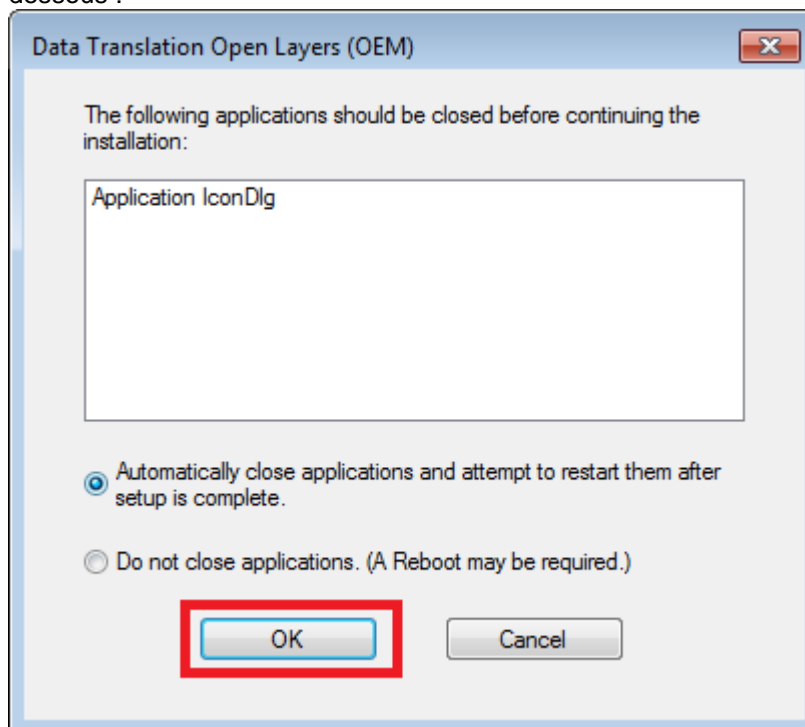 dessous :
Data Translation Open Layers (OEM)
The following applications should be closed before continuing the
installation:
Application IconDlg
Automatically close applications and attempt to restart them after
setup is complete.
Do not close applications. (A Reboot may be required.)
OK Cancel